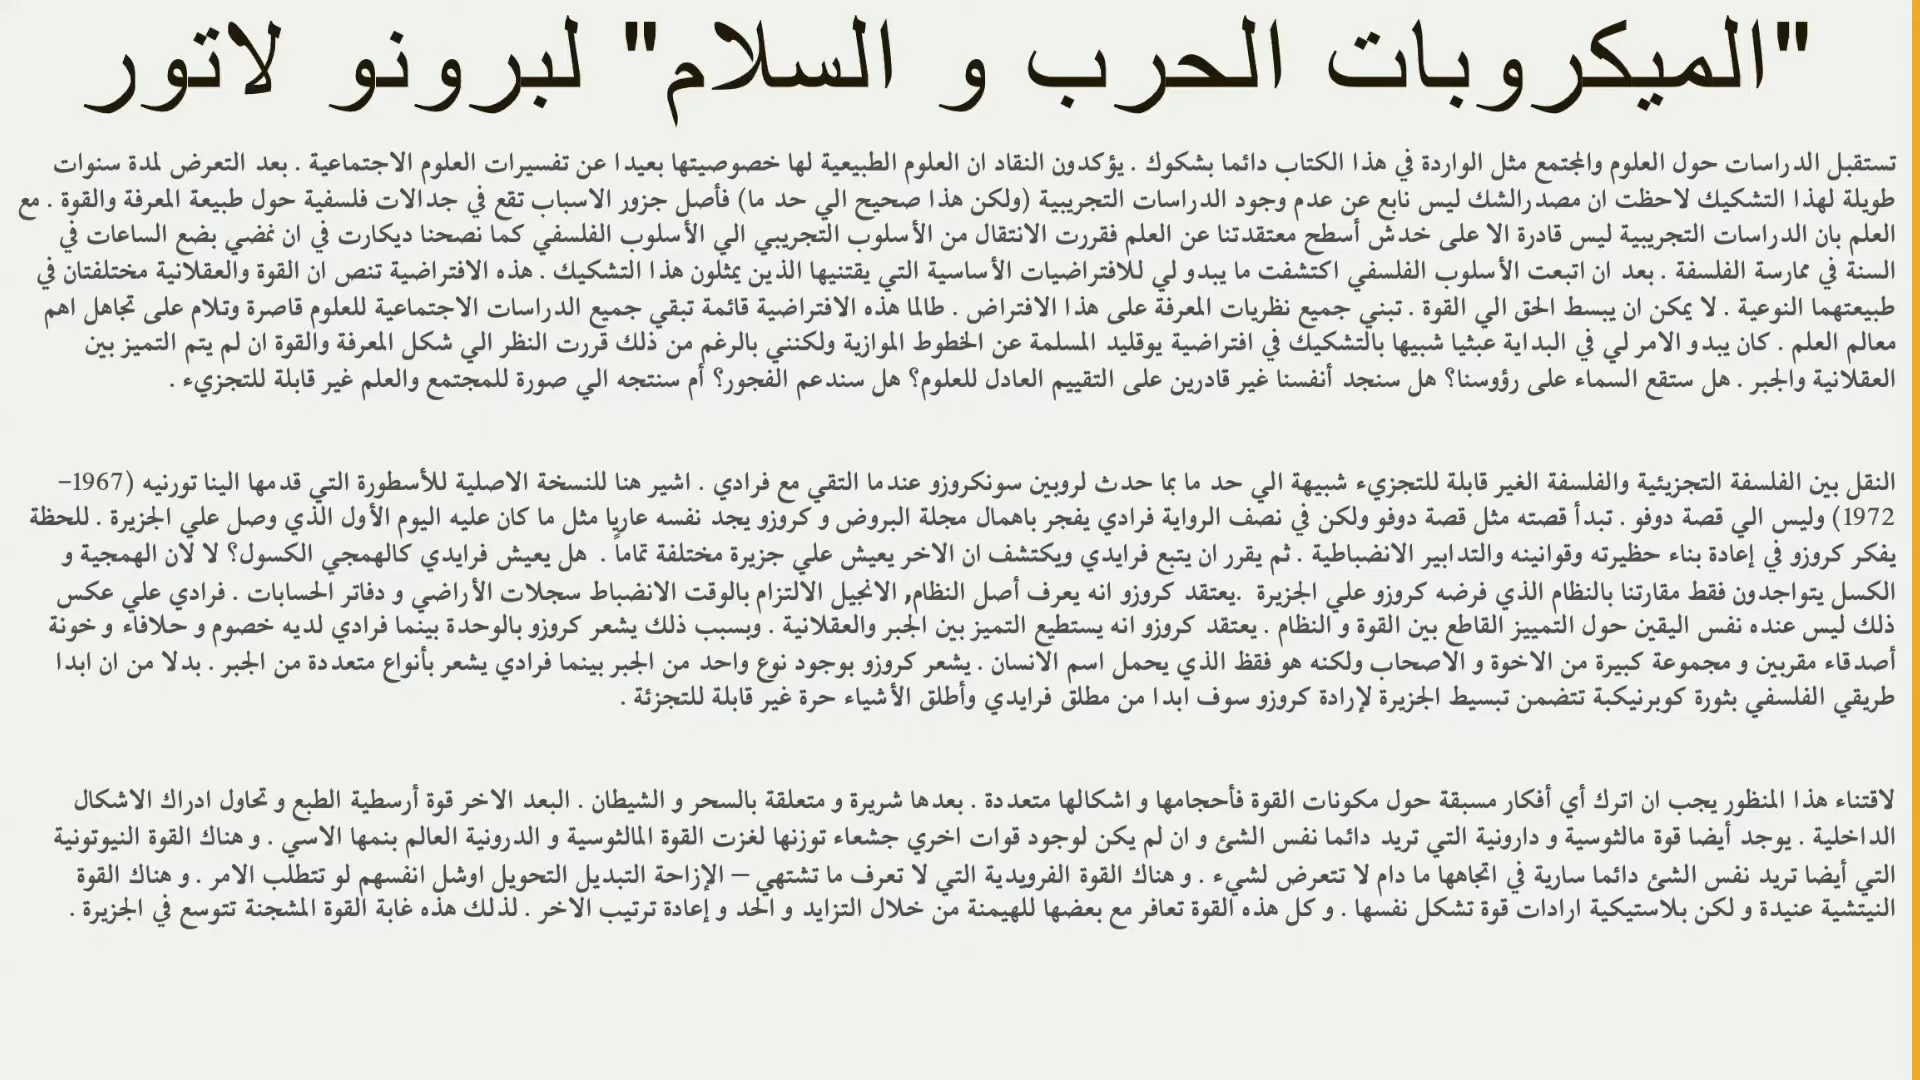 "الميكروبات الحرب و السلام" لبرونو لاتور
تستقبل الدراسات حول العلوم والمجتمع مثل الواردة في هذا الكتاب دائما بشكوك . يؤكدون النقاد ان العلوم الطبيعية لها خصوصيتها بعيدا عن تفسيرات العلوم الاجتماعية . بعد التعرض لمدة سنوات
طويلة لهذا التشكيك لاحظت ان مصدرالشك ليس نابع عن عدم وجود الدراسات التجريبية (ولكن هذا صحيح الي حد ما) فأصل جزور الاسباب تقع في جدالات فلسفية حول طبيعة المعرفة والقوة . مع
العلم بان الدراسات التجريبية ليس قادرة الا على خدش أسطح معتقدتنا عن العلم فقررت الانتقال من الأسلوب التجريبي الي الأسلوب الفلسفي كما نصحنا ديكارت في ان نمضي بضع الساعات في
السنة في ممارسة الفلسفة . بعد ان اتبعت الأسلوب الفلسفي اكتشفت ما يبدو لي للافتراضيات الأساسية التي يقتنيها الذين يمثلون هذا التشكيك . هذه الافتراضية تنص ان القوة والعقلانية مختلفتان في
طبيعتهما النوعية . لا يمكن ان يبسط الحق الي القوة . تبني جميع نظريات المعرفة على هذا الافتراض . طالما هذه الافتراضية قائمة تبقي جميع الدراسات الاجتماعية للعلوم قاصرة وتلام على تجاهل اهم
معالم العلم . كان يبدو الامر لي في البداية عبثيا شبيها بالتشكيك في افتراضية يوقليد المسلمة عن الخطوط الموازية ولكنني بالرغم من ذلك قررت النظر الي شكل المعرفة والقوة ان لم يتم التميز بين
العقلانية والجبر . هل ستقع السماء على رؤوسنا؟ هل سنجد أنفسنا غير قادرين على التقييم العادل للعلوم؟ هل سندعم الفجور؟ أم سنتجه الي صورة للمجتمع والعلم غير قابلة للتجزيء .
النقل بين الفلسفة التجزيئية والفلسفة الغير قابلة للتجزيء شبيهة الي حد ما بما حدث لروبين سونكروزو عندما التقي مع فرادي . اشير هنا للنسخة الاصلية للأسطورة التي قدمها الينا تورنيه (1967–
1972) وليس الي قصة دوفو . تبدأ قصته مثل قصة دوفو ولكن في نصف الرواية فرادي يفجر باهمال مجلة البروض و كروزو يجد نفسه عاريا مثل ما كان عليه اليوم الأول الذي وصل علي الجزيرة . للحظة
يفكر كروزو في إعادة بناء حظيرته وقوانينه والتدابير الانضباطية . ثم يقرر ان يتبع فرايدي ويكتشف ان الاخر يعيش علي جزيرة مختلفة تماماً . هل يعيش فرايدي كالهمجي الكسول؟ لا لان الهمجية و
الكسل يتواجدون فقط مقارتنا بالنظام الذي فرضه كروزو علي الجزيرة .يعتقد كروزو انه يعرف أصل النظام, الانجيل الالتزام بالوقت الانضباط سجلات الأراضي و دفاتر الحسابات . فرادي علي عكس
ذلك ليس عنده نفس اليقين حول التمييز القاطع بين القوة و النظام . يعتقد كروزو انه يستطيع التميز بين الجبر والعقلانية . وبسبب ذلك يشعر كروزو بالوحدة بينما فرادي لديه خصوم و حلافاء و خونة
أصدقاء مقربين و مجموعة كبيرة من الاخوة و الاصحاب ولكنه هو فقظ الذي يحمل اسم الانسان . يشعر كروزو بوجود نوع واحد من الجبر بينما فرادي يشعر بأنواع متعددة من الجبر . بدلا من ان ابدا
طريقي الفلسفي بثورة كوبرنيكبة تتضمن تبسيط الجزيرة لإرادة كروزو سوف ابدا من مطلق فرايدي وأطلق الأشياء حرة غير قابلة للتجزئة .
لاقتناء هذا المنظور يجب ان اترك أي أفكار مسبقة حول مكونات القوة فأحجامها و اشكالها متعددة . بعدها شريرة و متعلقة بالسحر و الشيطان . البعد الاخر قوة أرسطية الطبع و تحاول ادراك الاشكال
الداخلية . يوجد أيضا قوة مالثوسية و دارونية التي تريد دائما نفس الشئ و ان لم يكن لوجود قوات اخري جشعاء توزنها لغزت القوة المالثوسية و الدرونية العالم بنمها الاسي . و هناك القوة النيوتونية
التي أيضا تريد نفس الشئ دائما سارية في اتجاهها ما دام لا تتعرض لشيء . و هناك القوة الفرويدية التي لا تعرف ما تشتهي – الإزاحة التبديل التحويل اوشل انفسهم لو تتطلب الامر . و هناك القوة
النيتشية عنيدة و لكن بلاستيكية ارادات قوة تشكل نفسها . و كل هذه القوة تعافر مع بعضها للهيمنة من خلال التزايد و الحد و إعادة ترتيب الاخر . لذلك هذه غابة القوة المشجنة تتوسع في الجزيرة .